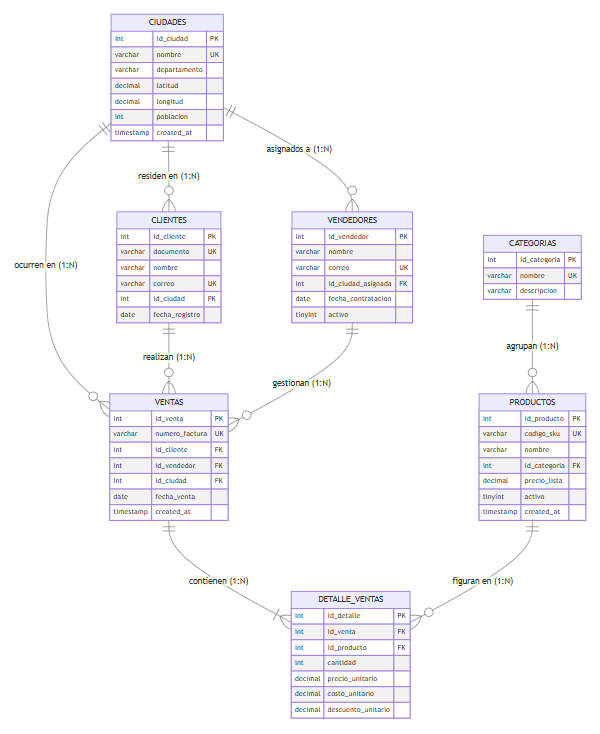 CIUDADES
int id_ciudad PK
varchar nombre UK
varchar departamento
decimal latitud
decimal longitud
int poblacion
timestamp created_at
asignados a (1:N)
residen en (1:N)
CLIENTES
int id_cliente PK
varchar documento UK
varchar nombre
varchar correo UK
int id_ciudad FK
date fecha_registro
VENDEDORES
int id_vendedor PK
varchar nombre
varchar correo UK
int id_ciudad_asignada FK
date fecha_contratacion
tinyint activo
CATEGORIAS
int id_categoria PK
varchar nombre UK
varchar descripcion
ocurren en (1:N)
agrupan (1:N)
realizan (1:N)
gestionan (1:N)
VENTAS
int id_venta PK
varchar numero_factura UK
int id_cliente FK
int id_vendedor FK
int id_ciudad FK
date fecha_venta
timestamp created_at
PRODUCTOS
int id_producto PK
varchar codigo_sku UK
varchar nombre
int id_categoria FK
decimal precio_lista
tinyint activo
timestamp created_at
contienen (1:N)
figuran en (1:N)
DETALLE_VENTAS
int id_detalle PK
int id_venta FK
int id_producto FK
int cantidad
decimal precio_unitario
decimal costo_unitario
decimal descuento_unitario